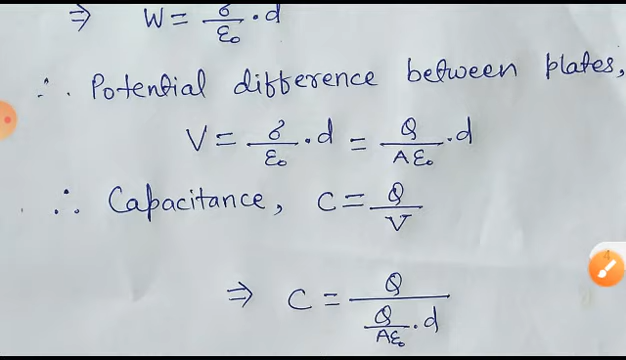 ⇒ W = σ/ε₀ · d
∴ Potential difference between plates,
V = σ/ε₀ · d = Q/Aε₀ · d
∴ Capacitance, C = Q/V
⇒ C = Q/(Q/Aε₀ · d)